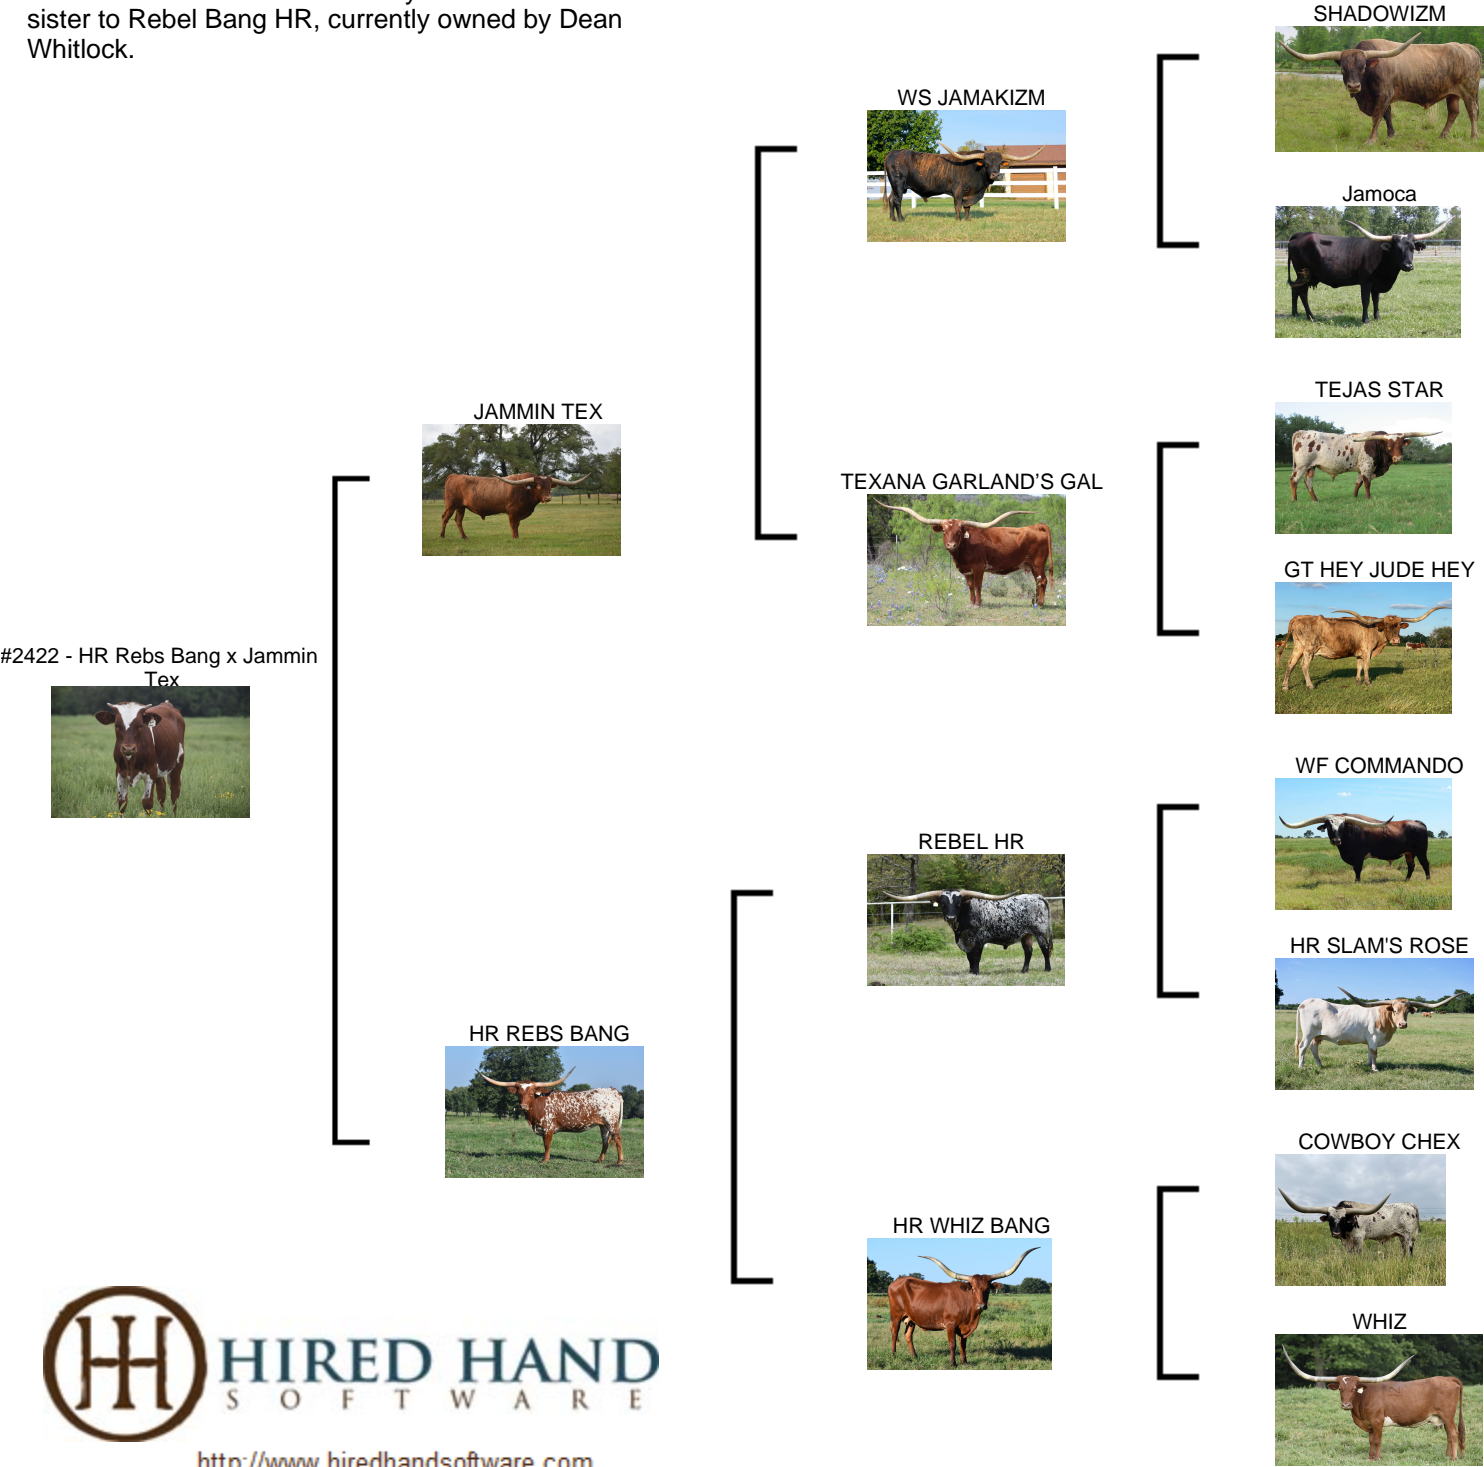 sister to Rebel Bang HR, currently owned by Dean
Whitlock.
SHADOWIZM
WS JAMAKIZM
Jamoca
TEJAS STAR
JAMMIN TEX
TEXANA GARLAND'S GAL
GT HEY JUDE HEY
#2422 - HR Rebs Bang x Jammin
Tex
WF COMMANDO
REBEL HR
HR SLAM'S ROSE
HR REBS BANG
COWBOY CHEX
HR WHIZ BANG
WHIZ
HH
HIRED HAND
SOFTWARE
http://www.hiredhandsoftware.com